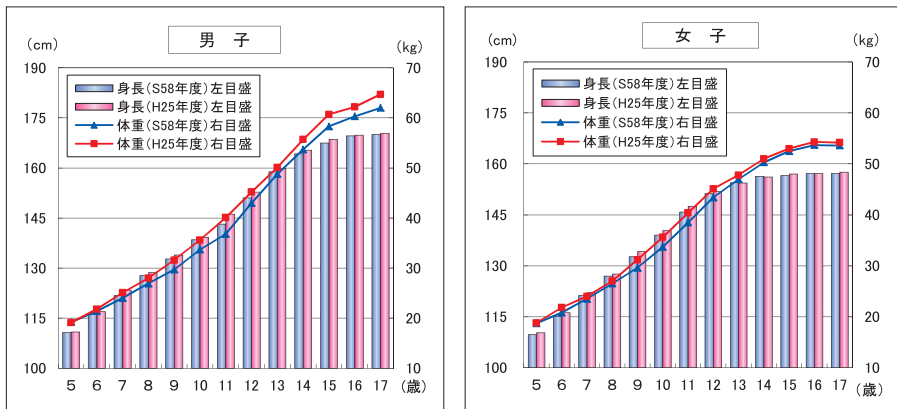 男 子
(cm)
(kg)
身長(S58年度)左目盛
身長(H25年度)左目盛
体重(S58年度)右目盛
体重(H25年度)右目盛
190
175
160
145
130
115
100
70
60
50
40
30
20
10
5 6 7 8 9 10 11 12 13 14 15 16 17 (歳)
女 子
(cm)
(kg)
身長(S58年度)左目盛
身長(H25年度)左目盛
体重(S58年度)右目盛
体重(H25年度)右目盛
190
175
160
145
130
115
100
70
60
50
40
30
20
10
5 6 7 8 9 10 11 12 13 14 15 16 17 (歳)